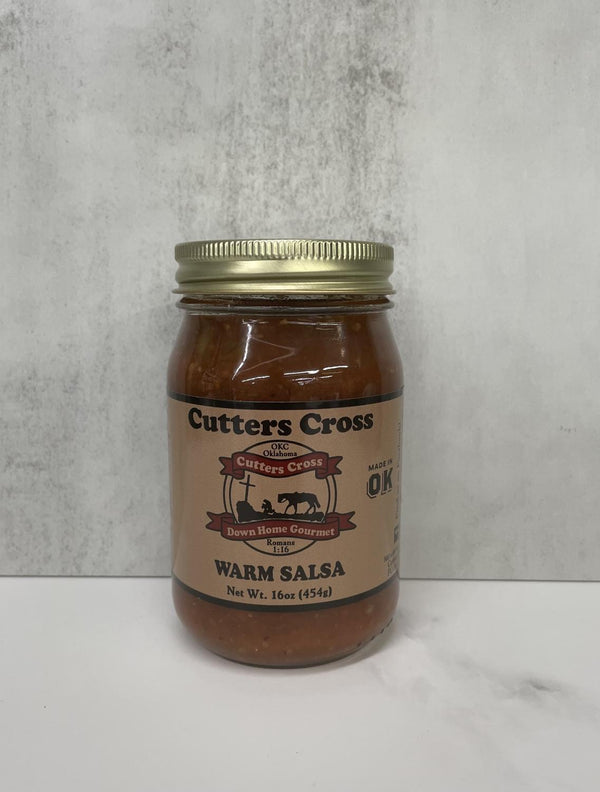 Cutters Cross
OKC
Oklahoma
Cutters Cross
Down Home Gourmet
Romans
1:16
WARM SALSA
Net Wt. 16oz (454g)
MADE IN
OK